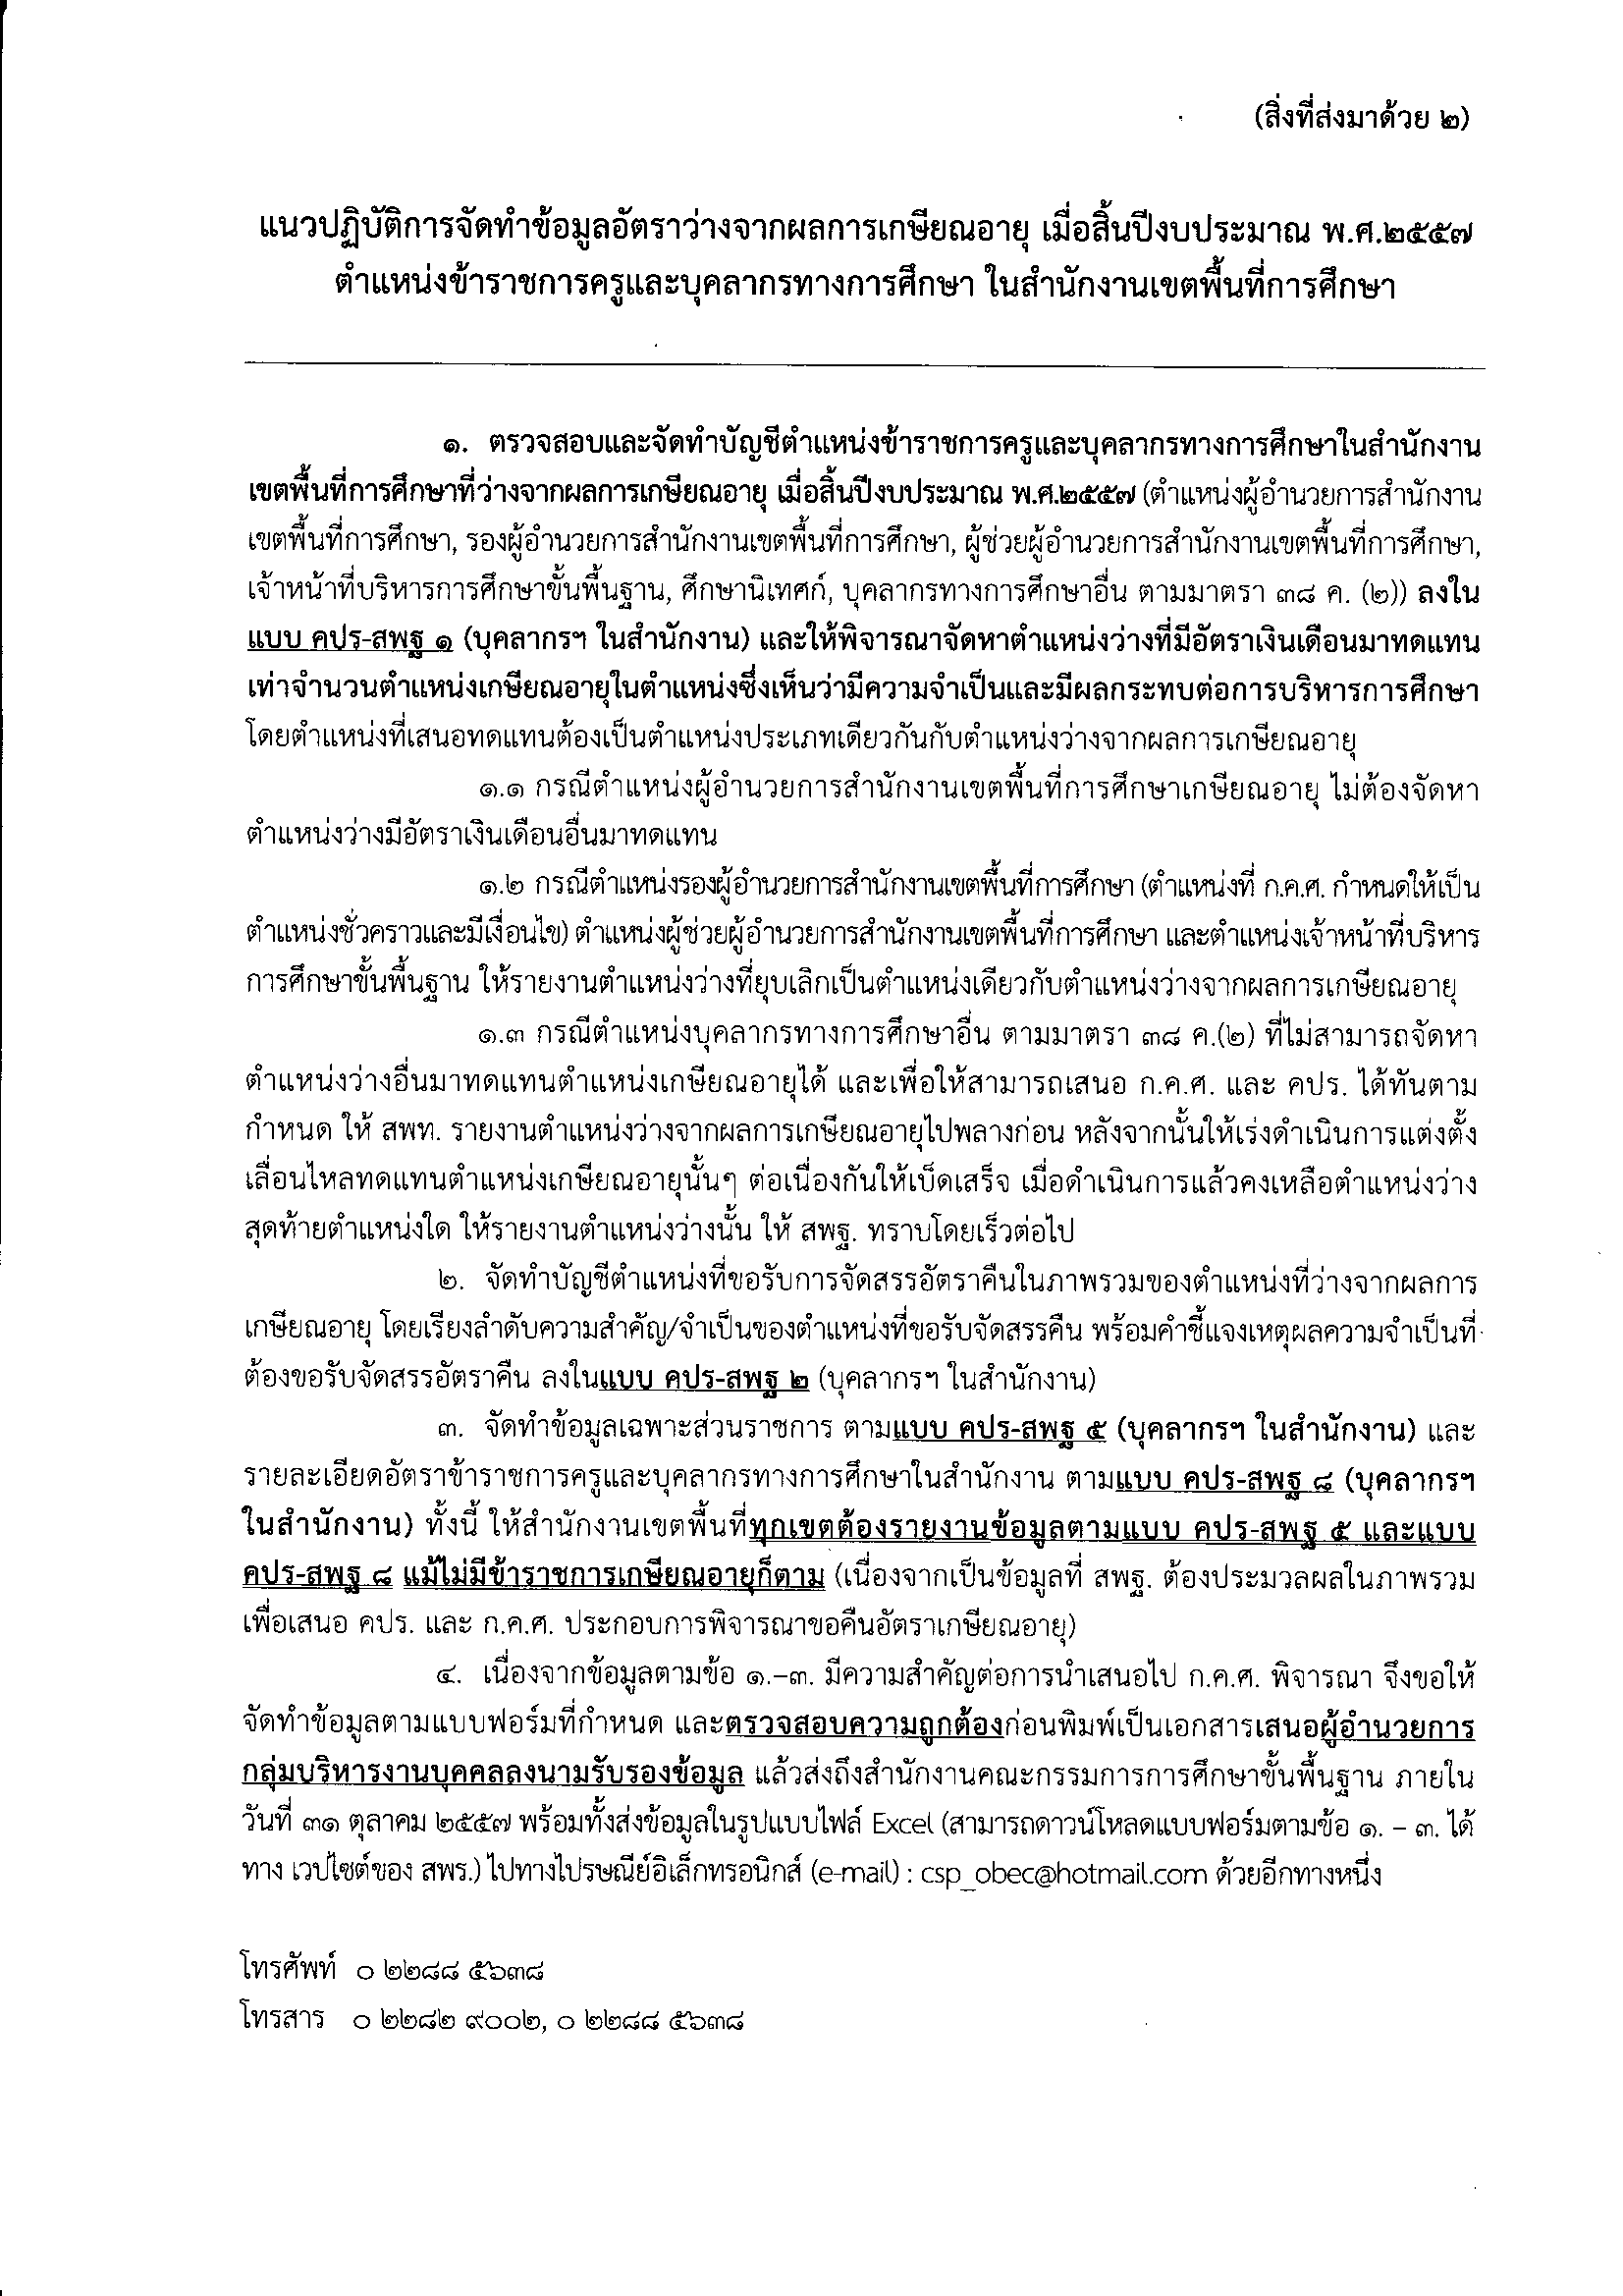 (สิ่งที่ส่งมาด้วย ๒)
แนวปฏิบัติการจัดทำข้อมูลอัตราว่างจากผลการเกษียณอายุ เมื่อสิ้นปีงบประมาณ พ.ศ.๒๕๕๗
ตำแหน่งข้าราชการครูและบุคลากรทางการศึกษา ในสำนักงานเขตพื้นที่การศึกษา
๑. ตรวจสอบและจัดทำบัญชีตำแหน่งข้าราชการครูและบุคลากรทางการศึกษาในสำนักงาน
เขตพื้นที่การศึกษาที่ว่างจากผลการเกษียณอายุ เมื่อสิ้นปีงบประมาณ พ.ศ.๒๕๕๗ (ตำแหน่งผู้อำนวยการสำนักงาน
เขตพื้นที่การศึกษา, รองผู้อำนวยการสำนักงานเขตพื้นที่การศึกษา, ผู้ช่วยผู้อำนวยการสำนักงานเขตพื้นที่การศึกษา,
เจ้าหน้าที่บริหารการศึกษาขั้นพื้นฐาน, ศึกษานิเทศก์, บุคลากรทางการศึกษาอื่น ตามมาตรา ๓๘ ค. (๒)) ลงใน
แบบ คปร-สพฐ ๑ (บุคลากรฯ ในสำนักงาน) และให้พิจารณาจัดหาตำแหน่งว่างที่มีอัตราเงินเดือนมาทดแทน
เท่าจำนวนตำแหน่งเกษียณอายุในตำแหน่งซึ่งเห็นว่ามีความจำเป็นและมีผลกระทบต่อการบริหารการศึกษา
โดยตำแหน่งที่เสนอทดแทนต้องเป็นตำแหน่งประเภทเดียวกันกับตำแหน่งว่างจากผลการเกษียณอายุ
๑.๑ กรณีตำแหน่งผู้อำนวยการสำนักงานเขตพื้นที่การศึกษาเกษียณอายุ ไม่ต้องจัดหา
ตำแหน่งว่างมีอัตราเงินเดือนอื่นมาทดแทน
๑.๒ กรณีตำแหน่งรองผู้อำนวยการสำนักงานเขตพื้นที่การศึกษา (ตำแหน่งที่ ก.ค.ศ. กำหนดให้เป็น
ตำแหน่งชั่วคราวและมีเงื่อนไข) ตำแหน่งผู้ช่วยผู้อำนวยการสำนักงานเขตพื้นที่การศึกษา และตำแหน่งเจ้าหน้าที่บริหาร
การศึกษาขั้นพื้นฐาน ให้รายงานตำแหน่งว่างที่ยุบเลิกเป็นตำแหน่งเดียวกับตำแหน่งว่างจากผลการเกษียณอายุ
๑.๓ กรณีตำแหน่งบุคลากรทางการศึกษาอื่น ตามมาตรา ๓๘ ค.(๒) ที่ไม่สามารถจัดหา
ตำแหน่งว่างอื่นมาทดแทนตำแหน่งเกษียณอายุได้ และเพื่อให้สามารถเสนอ ก.ค.ศ. และ คปร. ได้ทันตาม
กำหนด ให้ สพท. รายงานตำแหน่งว่างจากผลการเกษียณอายุไปพลางก่อน หลังจากนั้นให้เร่งดำเนินการแต่งตั้ง
เลื่อนไหลทดแทนตำแหน่งเกษียณอายุนั้นๆ ต่อเนื่องกันให้เบ็ดเสร็จ เมื่อดำเนินการแล้วคงเหลือตำแหน่งว่าง
สุดท้ายตำแหน่งใด ให้รายงานตำแหน่งว่างนั้น ให้ สพฐ. ทราบโดยเร็วต่อไป
๒. จัดทำบัญชีตำแหน่งที่ขอรับการจัดสรรอัตราคืนในภาพรวมของตำแหน่งที่ว่างจากผลการ
เกษียณอายุ โดยเรียงลำดับความสำคัญ/จำเป็นของตำแหน่งที่ขอรับจัดสรรคืน พร้อมคำชี้แจงเหตุผลความจำเป็นที่
ต้องขอรับจัดสรรอัตราคืน ลงในแบบ คปร-สพฐ ๒ (บุคลากรฯ ในสำนักงาน)
๓. จัดทำข้อมูลเฉพาะส่วนราชการ ตามแบบ คปร-สพฐ ๕ (บุคลากรฯ ในสำนักงาน) และ
รายละเอียดอัตราข้าราชการครูและบุคลากรทางการศึกษาในสำนักงาน ตามแบบ คปร-สพฐ ๘ (บุคลากรฯ
ในสำนักงาน) ทั้งนี้ ให้สำนักงานเขตพื้นที่ทุกเขตต้องรายงานข้อมูลตามแบบ คปร-สพฐ ๕ และแบบ
คปร-สพฐ ๘ แม้ไม่มีข้าราชการเกษียณอายุก็ตาม (เนื่องจากเป็นข้อมูลที่ สพฐ. ต้องประมวลผลในภาพรวม
เพื่อเสนอ คปร. และ ก.ค.ศ. ประกอบการพิจารณาขอคืนอัตราเกษียณอายุ)
๔. เนื่องจากข้อมูลตามข้อ ๑.-๓. มีความสำคัญต่อการนำเสนอไป ก.ค.ศ. พิจารณา จึงขอให้
จัดทำข้อมูลตามแบบฟอร์มที่กำหนด และตรวจสอบความถูกต้องก่อนพิมพ์เป็นเอกสารเสนอผู้อำนวยการ
กลุ่มบริหารงานบุคคลลงนามรับรองข้อมูล แล้วส่งถึงสำนักงานคณะกรรมการการศึกษาขั้นพื้นฐาน ภายใน
วันที่ ๓๑ ตุลาคม ๒๕๕๗ พร้อมทั้งส่งข้อมูลในรูปแบบไฟล์ Excel (สามารถดาวน์โหลดแบบฟอร์มตามข้อ ๑. - ๓. ได้
ทาง เวปไซต์ของ สพร.) ไปทางไปรษณีย์อิเล็กทรอนิกส์ (e-mail) : csp_obec@hotmail.com ด้วยอีกทางหนึ่ง
โทรศัพท์ ๐ ๒๒๘๘ ๕๖๓๘
โทรสาร ๐ ๒๒๘๒ ๙๐๐๒, ๐ ๒๒๘๘ ๕๖๓๘